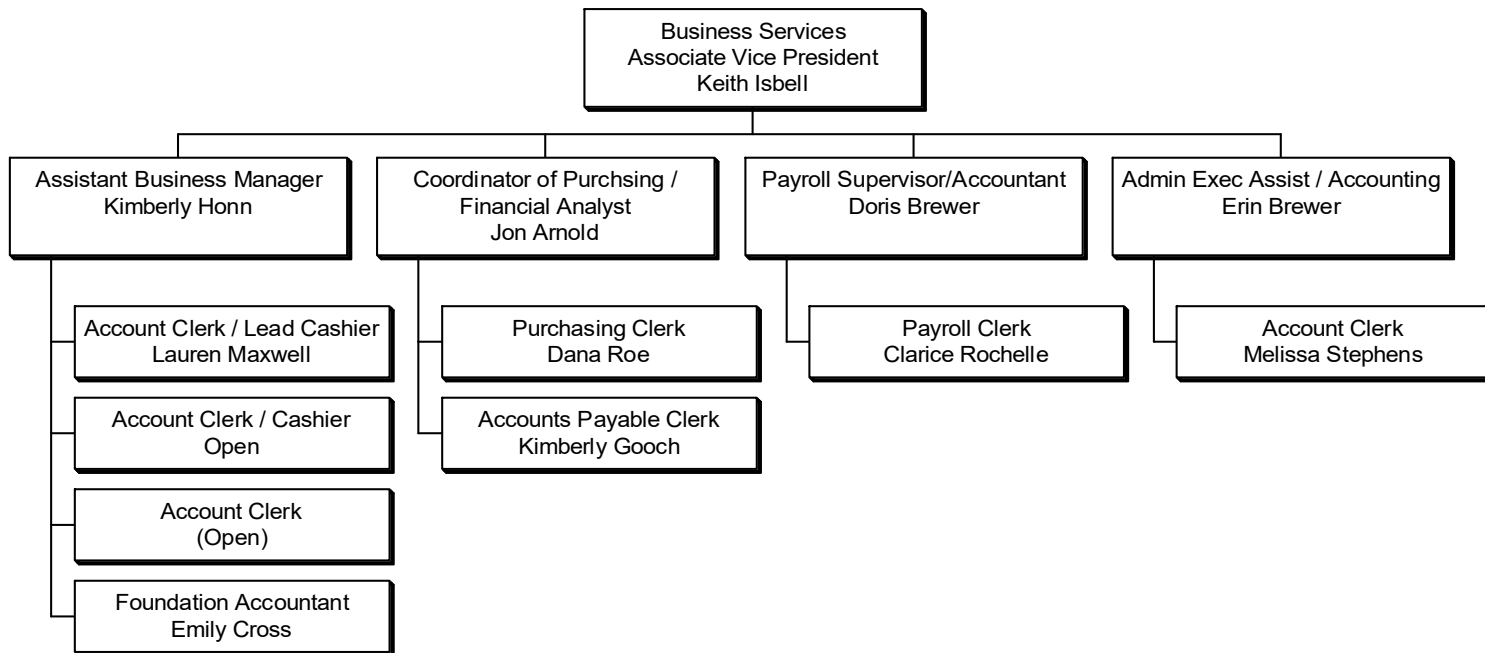 Business Services
Associate Vice President
Keith Isbell
Assistant Business Manager
Kimberly Honn
Coordinator of Purchsing /
Financial Analyst
Jon Arnold
Payroll Supervisor/Accountant
Doris Brewer
Admin Exec Assist / Accounting
Erin Brewer
Account Clerk / Lead Cashier
Lauren Maxwell
Purchasing Clerk
Dana Roe
Payroll Clerk
Clarice Rochelle
Account Clerk
Melissa Stephens
Account Clerk / Cashier
Open
Accounts Payable Clerk
Kimberly Gooch
Account Clerk
(Open)
Foundation Accountant
Emily Cross